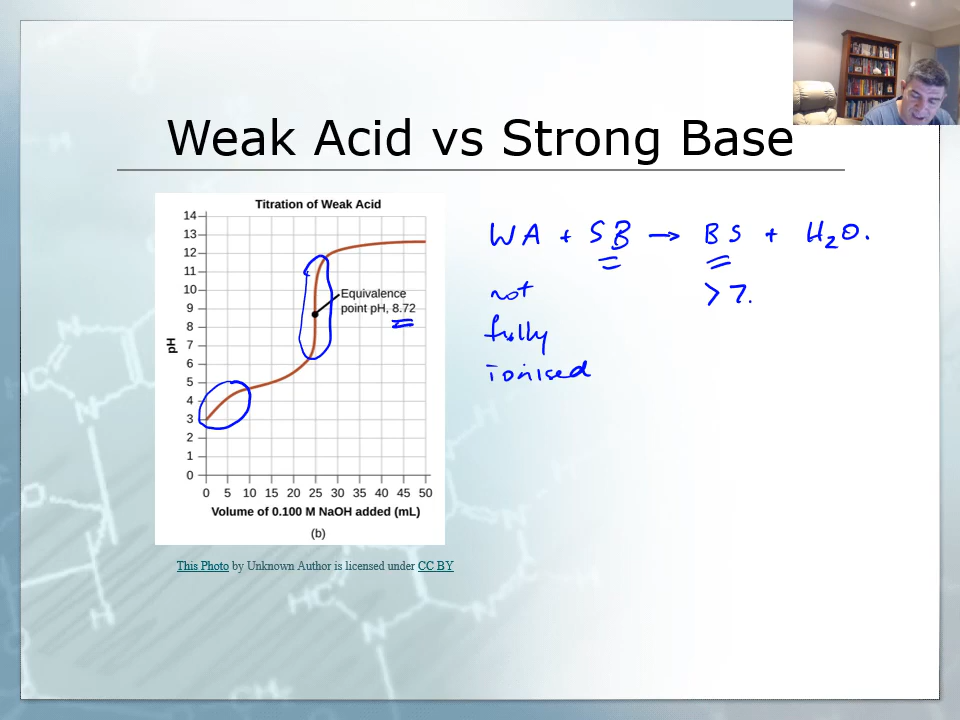 Weak Acid vs Strong Base
Titration of Weak Acid
14
13
12
11
10
9
8
7
6
5
4
3
2
1
0
pH
Equivalence
point pH, 8.72
0 5 10 15 20 25 30 35 40 45 50
Volume of 0.100 M NaOH added (mL)
(b)
This Photo by Unknown Author is licensed under CC BY
WA + SB → BS + H₂O.
not > 7.
fully
ionised